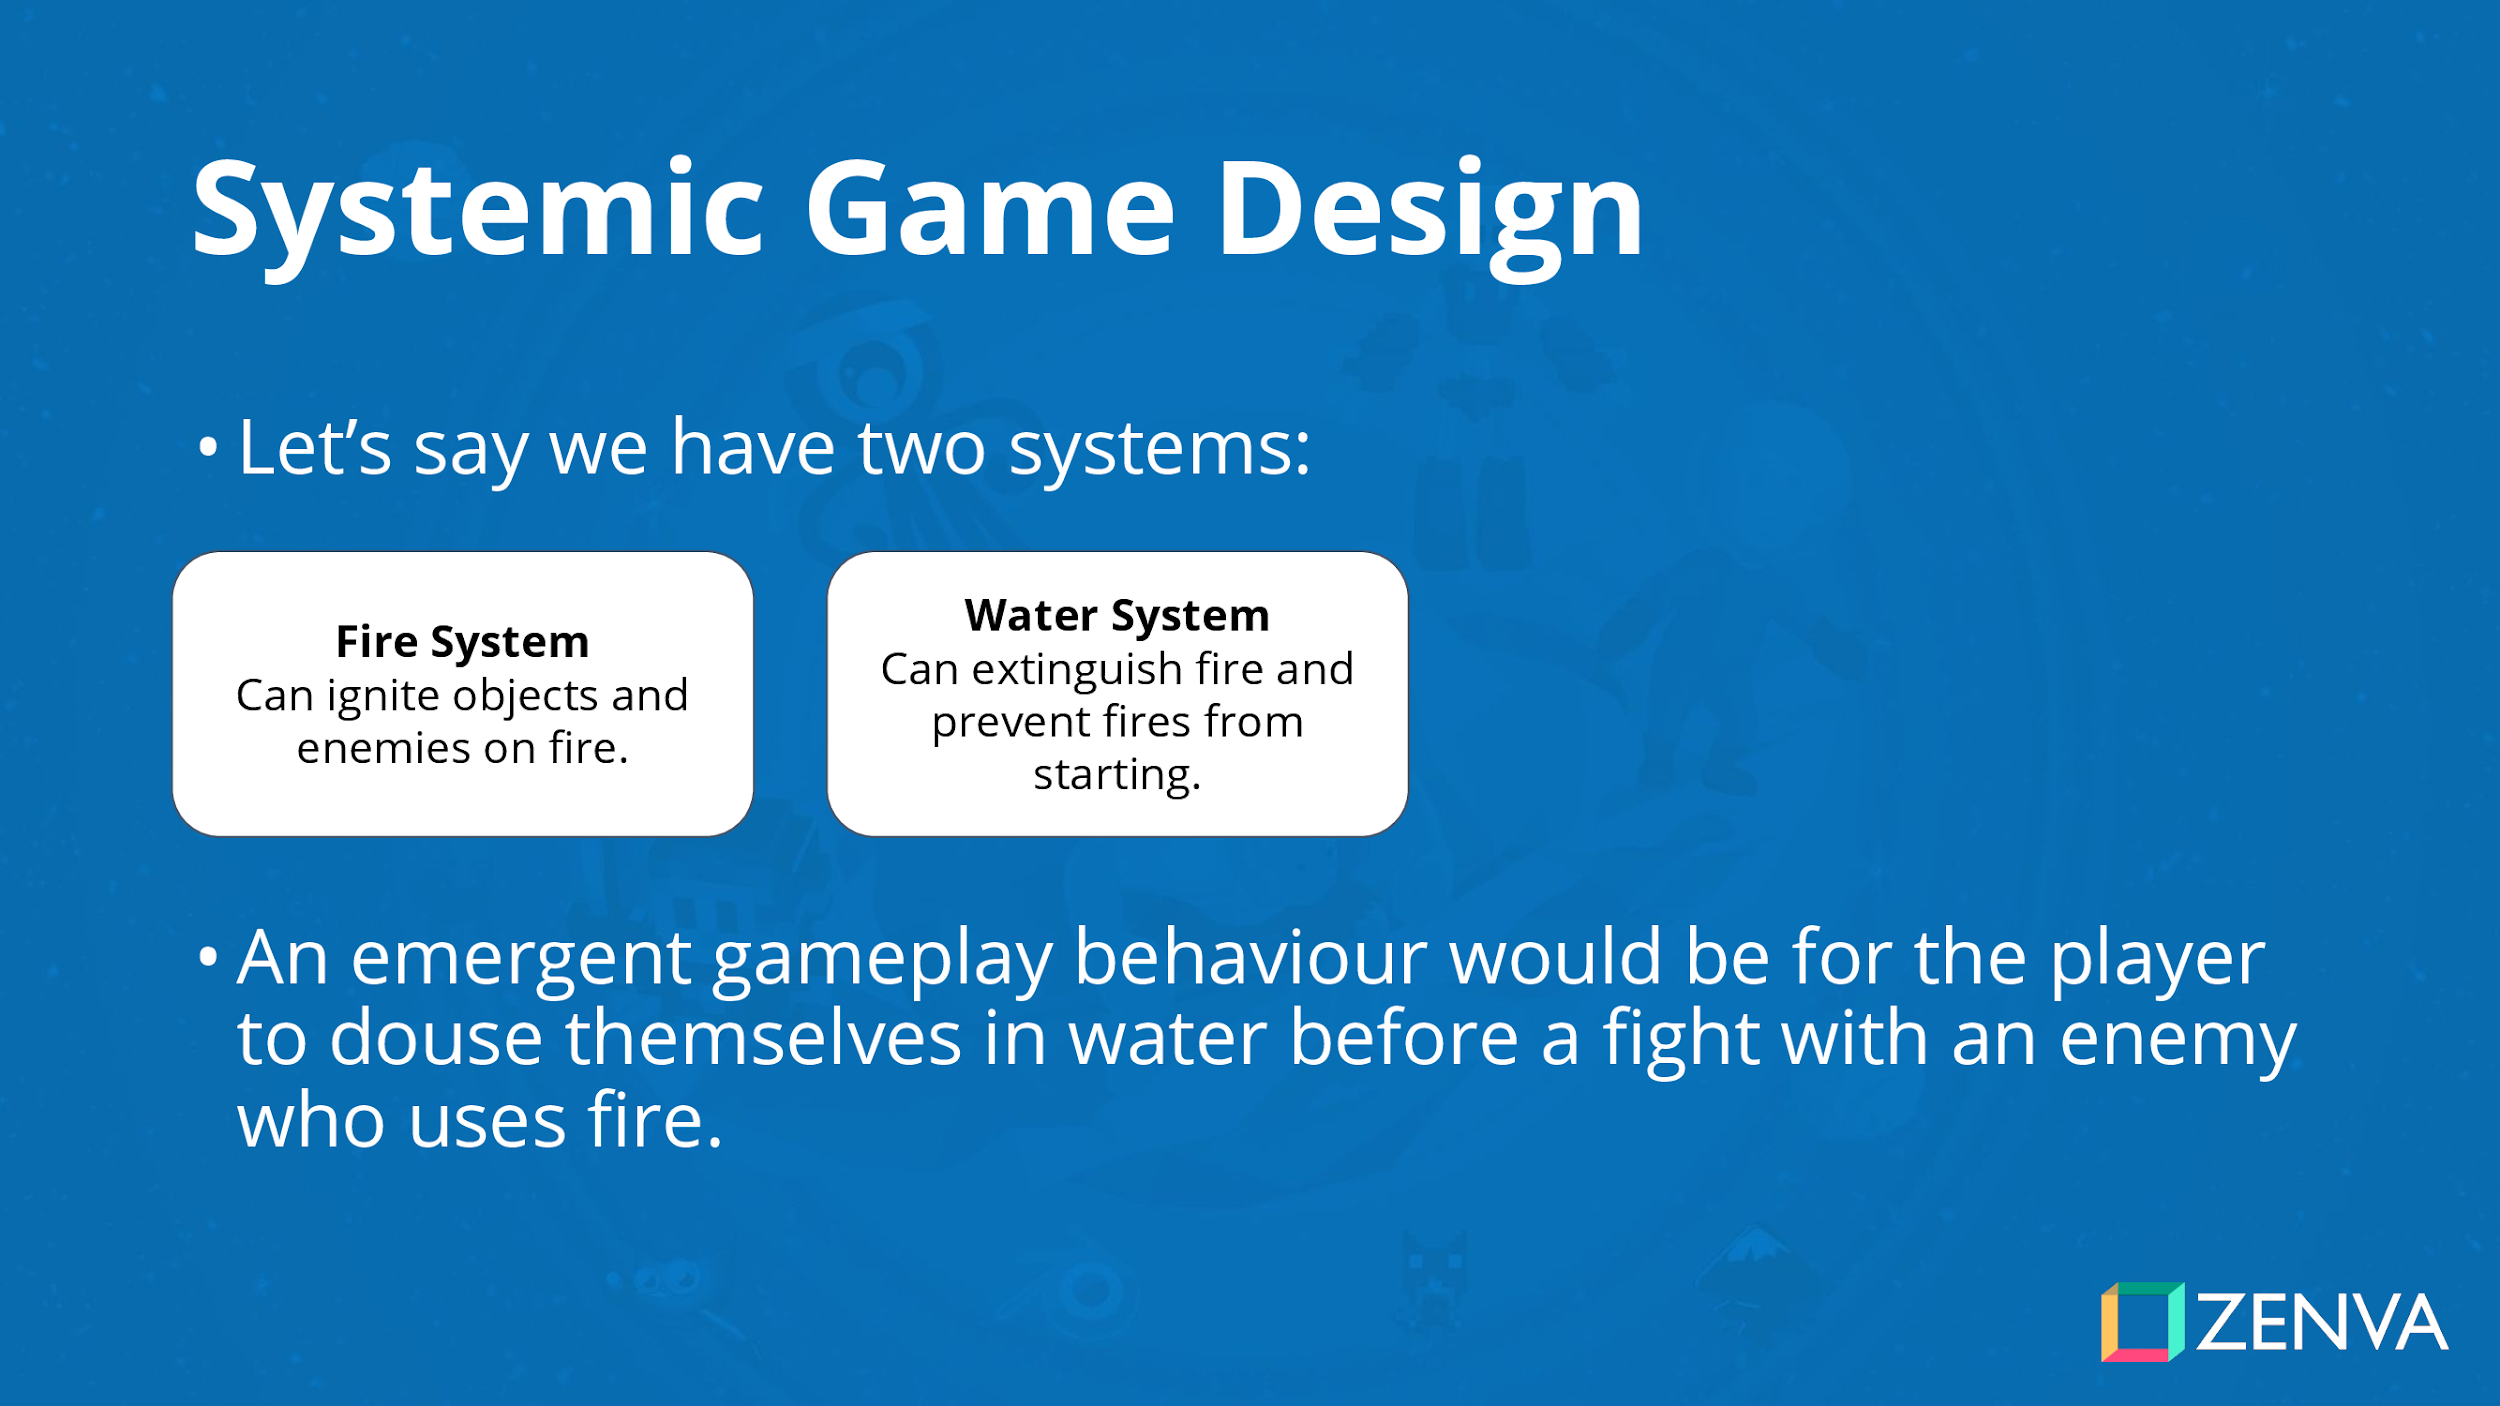 Systemic Game Design
• Let’s say we have two systems:
Fire System
Can ignite objects and
enemies on fire.
Water System
Can extinguish fire and
prevent fires from
starting.
• An emergent gameplay behaviour would be for the player
to douse themselves in water before a fight with an enemy
who uses fire.
ZENVA